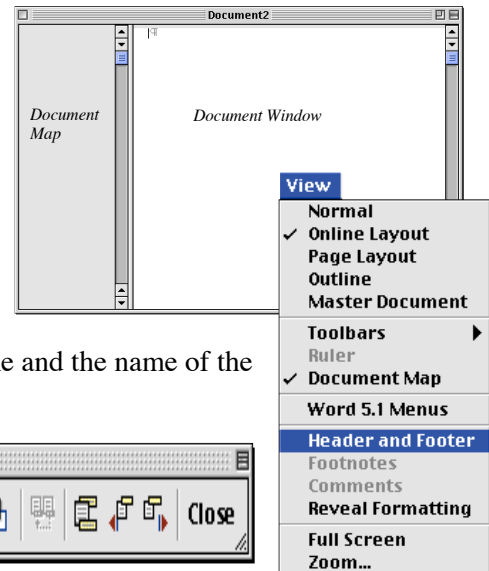 Document2
Document
Map
Document Window
View
Normal
✓ Online Layout
Page Layout
Outline
Master Document
Toolbars
Ruler
✓ Document Map
Word 5.1 Menus
Header and Footer
Footnotes
Comments
Reveal Formatting
Full Screen
Zoom...
and the name of the
Close